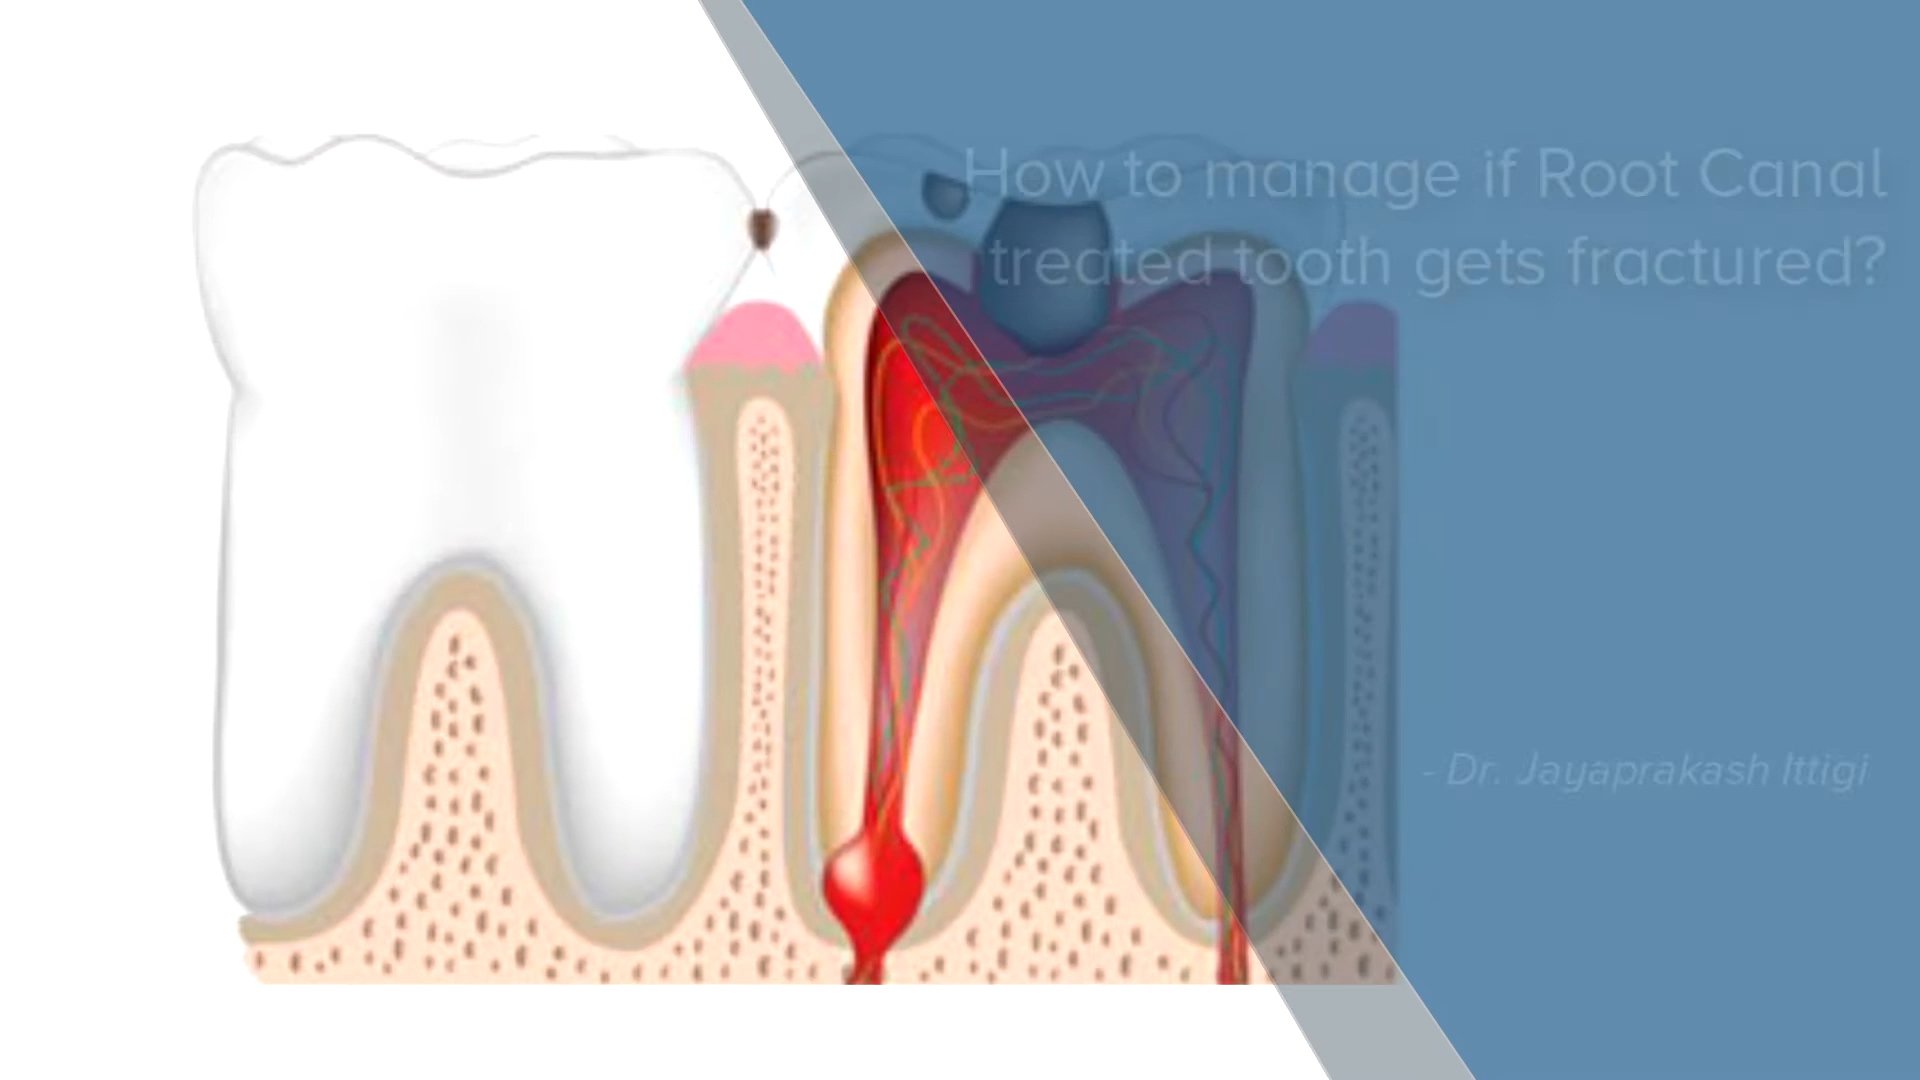 How to manage if Root Canal
treated tooth gets fractured?
- Dr. Jayaprakash Ittigi